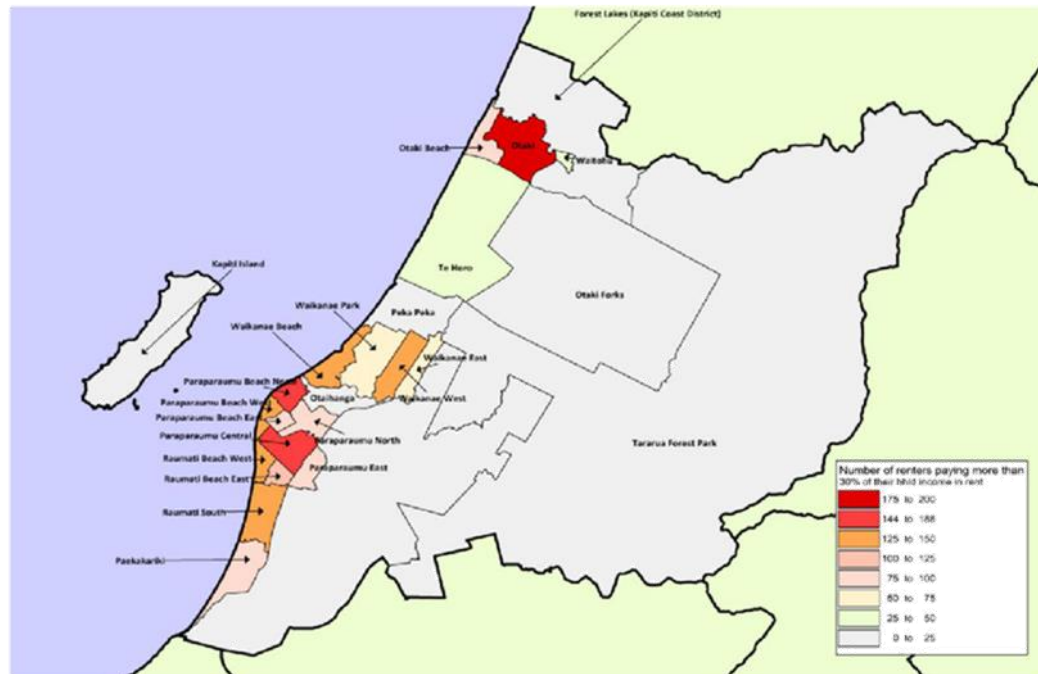 Forest Lakes (Kapiti Coast District)
Otaki Beach
Otaki
Waitohu
Te Horo
Otaki Forks
Kapiti Island
Peka Peka
Waikanae Park
Waikanae Beach
Waikanae East
Paraparaumu Beach North
Otaihanga
Waikanae West
Paraparaumu Beach West
Paraparaumu Beach East
Paraparaumu Central
Paraparaumu North
Tararua Forest Park
Raumati Beach West
Paraparaumu East
Raumati Beach East
Raumati South
Paekakariki
Number of renters paying more than
30% of their hhld income in rent
175 to 200
144 to 188
125 to 150
100 to 125
75 to 100
50 to 75
25 to 50
0 to 25